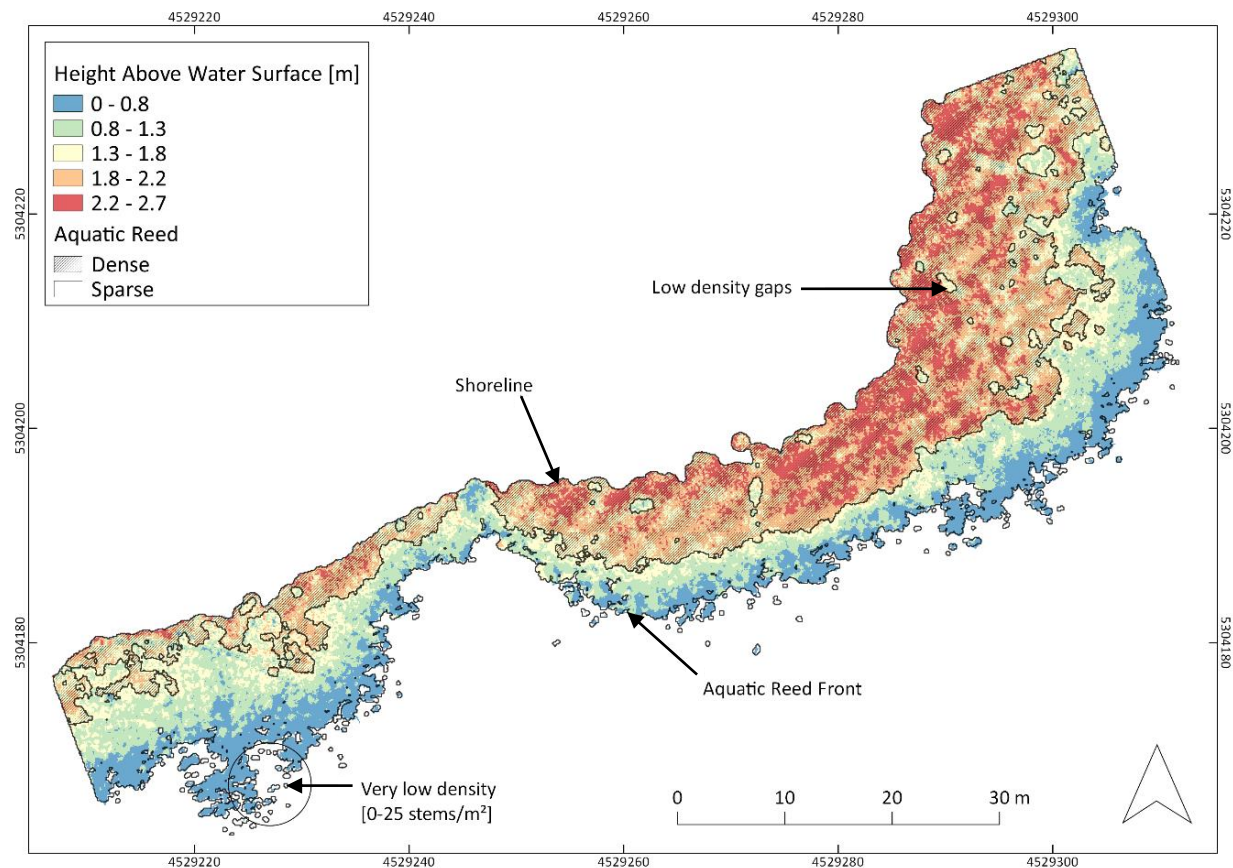 4529220 4529240 4529260 4529280 4529300
Height Above Water Surface [m]
0 - 0.8
0.8 - 1.3
1.3 - 1.8
1.8 - 2.2
2.2 - 2.7
Aquatic Reed
Dense
Sparse
5304220
5304220
Low density gaps
Shoreline
5304200
5304200
5304180
5304180
Aquatic Reed Front
Very low density
[0-25 stems/m²]
0 10 20 30 m
4529220 4529240 4529260 4529280 4529300